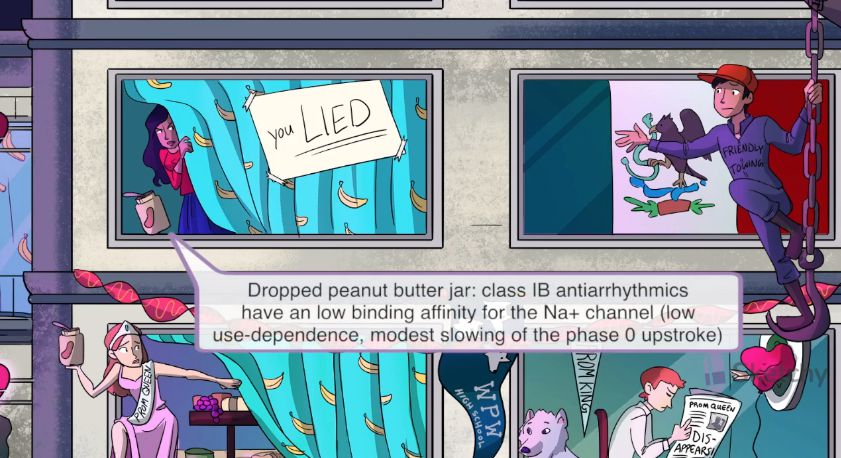 you LIED
FRIENDLY
TOWING
Dropped peanut butter jar: class IB antiarrhythmics
have an low binding affinity for the Na+ channel (low
use-dependence, modest slowing of the phase 0 upstroke)
PROM QUEEN
WPW
HIGH SCHOOL
PROM KING
PROM QUEEN
DIS-
APPEARS!